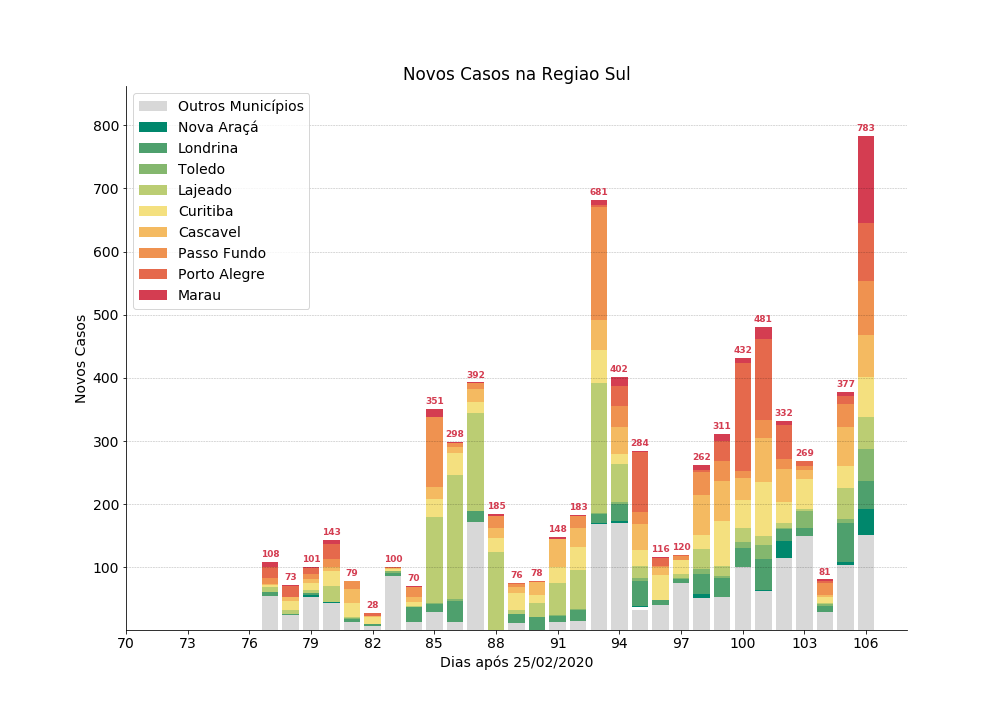 Novos Casos na Regiao Sul
Outros Municípios
Nova Araçá
Londrina
Toledo
Lajeado
Curitiba
Cascavel
Passo Fundo
Porto Alegre
Marau
Novos Casos
800
700
600
500
400
300
200
100
108
73
101
143
79
28
100
70
351
298
392
185
76
78
148
183
681
402
284
116
120
262
311
432
481
332
269
81
377
783
70 73 76 79 82 85 88 91 94 97 100 103 106
Dias após 25/02/2020